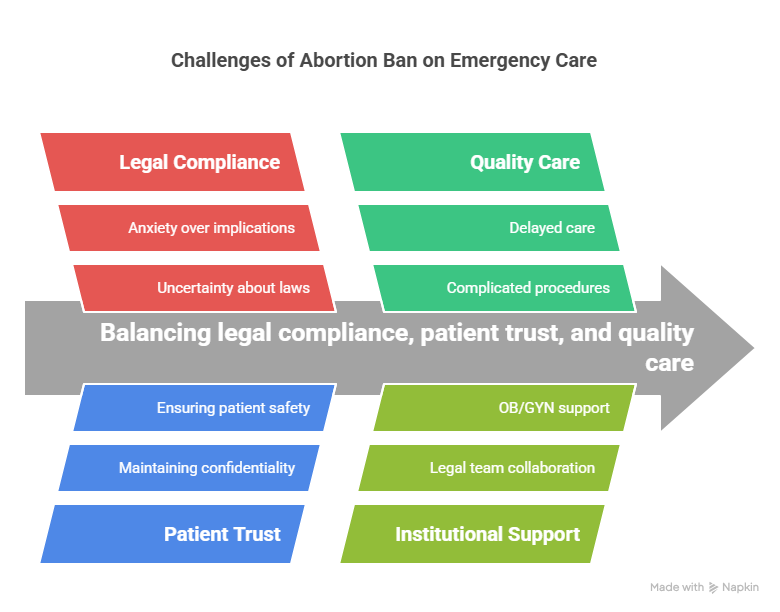 Challenges of Abortion Ban on Emergency Care
Legal Compliance
Quality Care
Anxiety over implications
Delayed care
Uncertainty about laws
Complicated procedures
Balancing legal compliance, patient trust, and quality
care
Ensuring patient safety
OB/GYN support
Maintaining confidentiality
Legal team collaboration
Patient Trust
Institutional Support
Made with Napkin